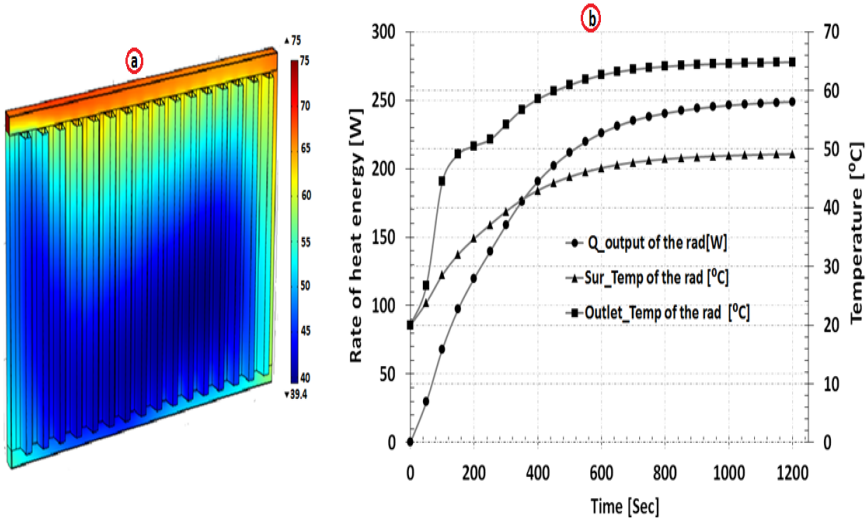 a
▲75
75
70
65
60
55
50
45
40
▼39.4
b
Rate of heat energy [W]
300
250
200
150
100
50
0
Q_output of the rad[W]
Sur_Temp of the rad [⁰C]
Outlet_Temp of the rad [⁰C]
70
60
50
40
30
20
10
0
Temperature [⁰C]
0 200 400 600 800 1000 1200
Time [Sec]